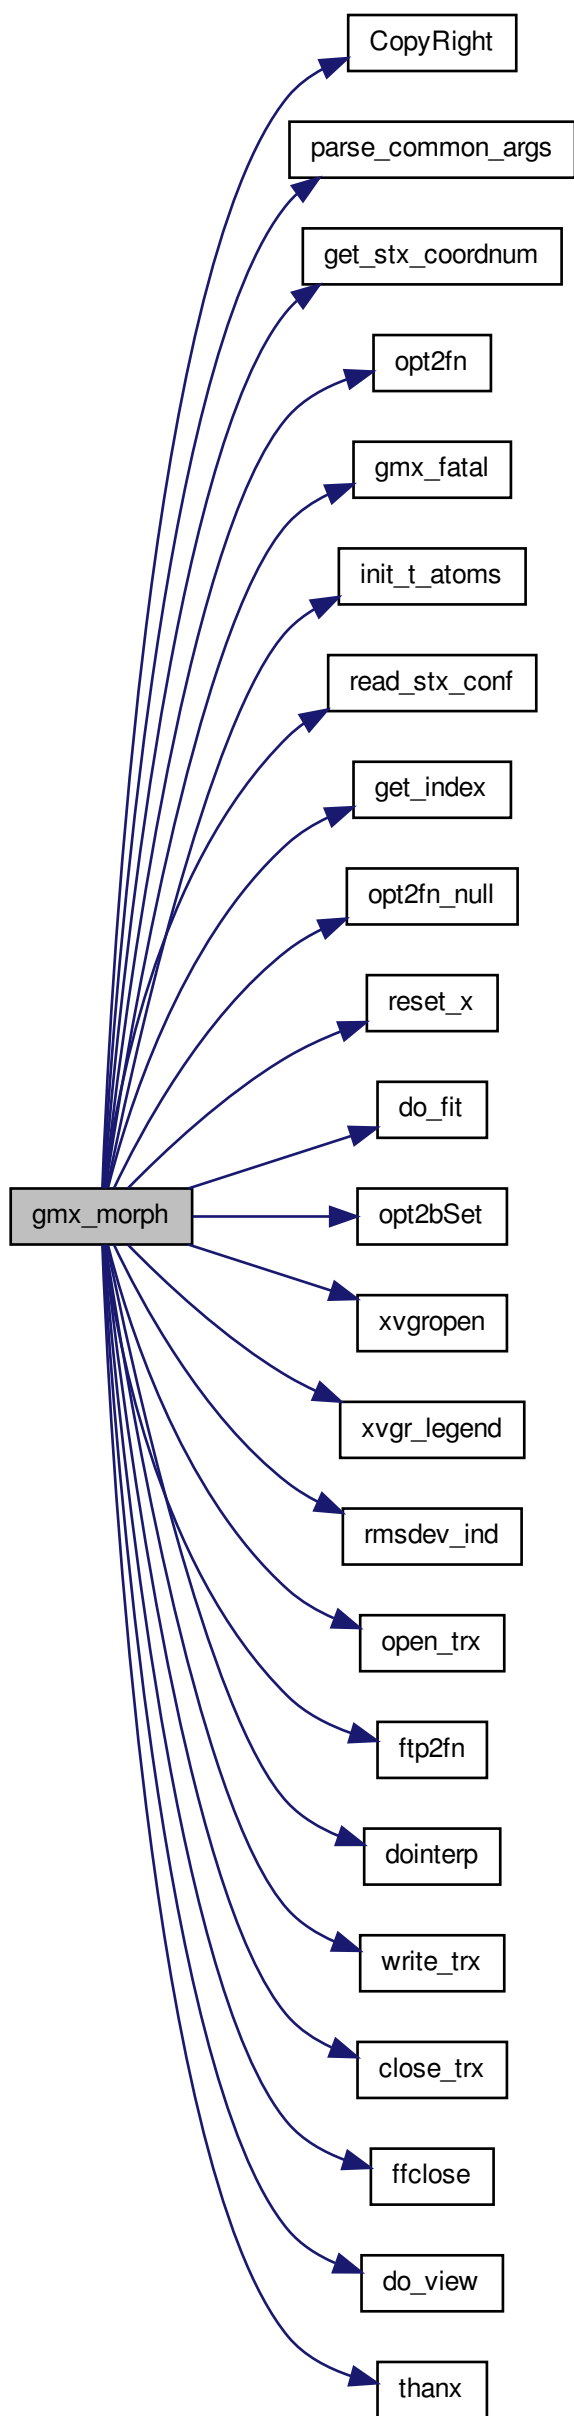 CopyRight
parse_common_args
get_stx_coordnum
opt2fn
gmx_fatal
init_t_atoms
read_stx_conf
get_index
opt2fn_null
reset_x
do_fit
gmx_morph
opt2bSet
xvgropen
xvgr_legend
rmsdev_ind
open_trx
ftp2fn
dointerp
write_trx
close_trx
ffclose
do_view
thanx